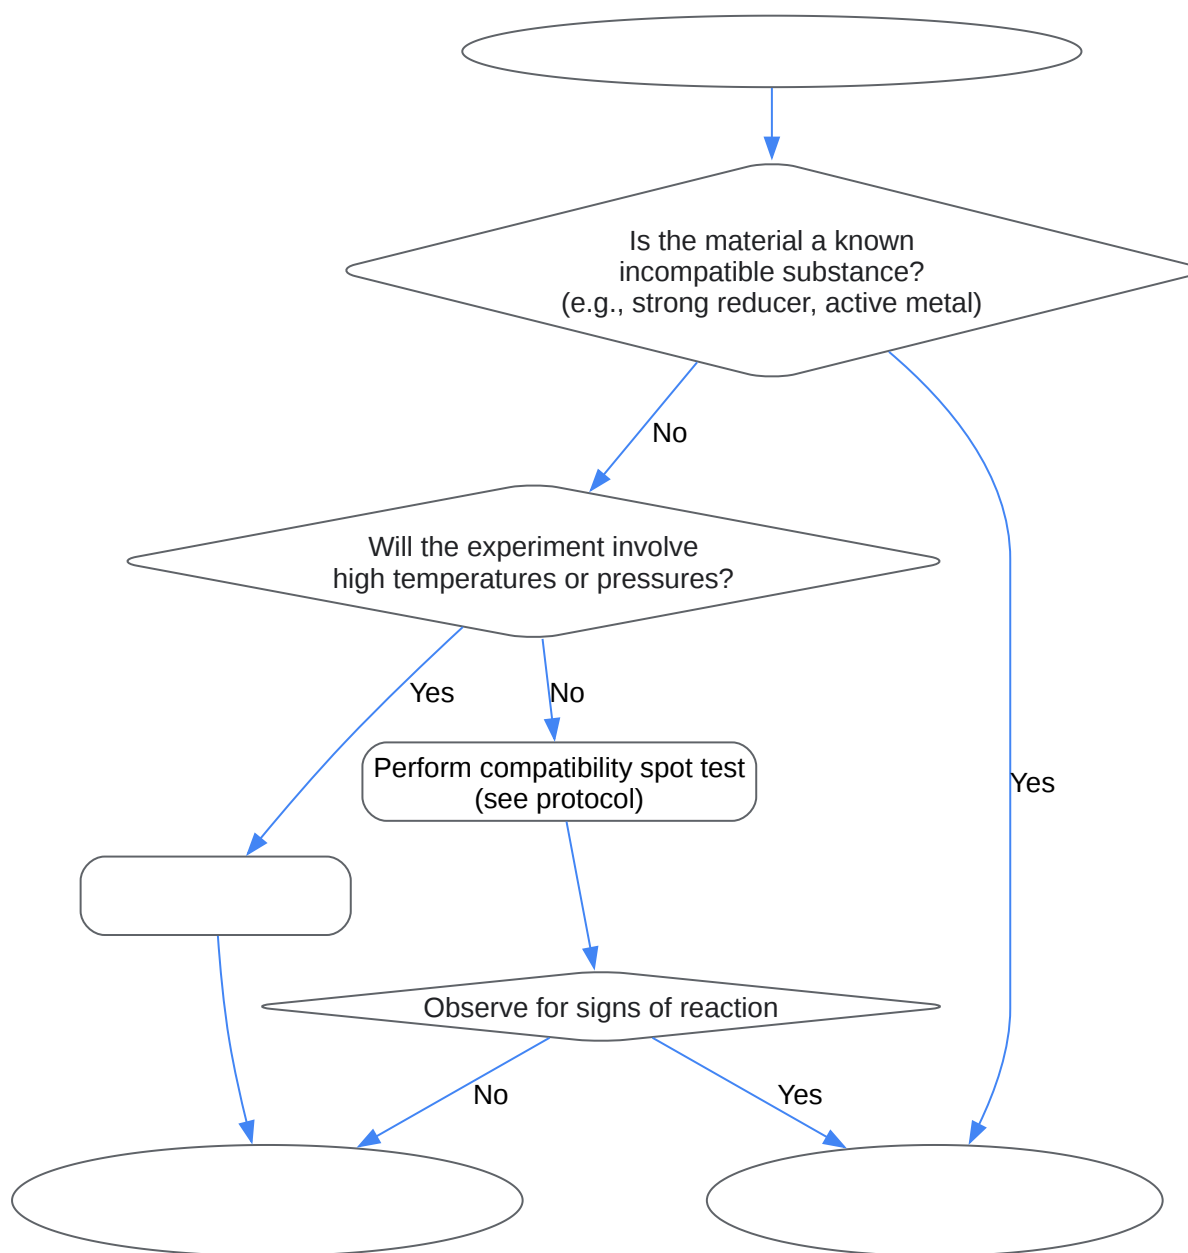 Is the material a known
incompatible substance?
(e.g., strong reducer, active metal)
No
Will the experiment involve
high temperatures or pressures?
Yes
No
Perform compatibility spot test
(see protocol)
Yes
Observe for signs of reaction
No
Yes